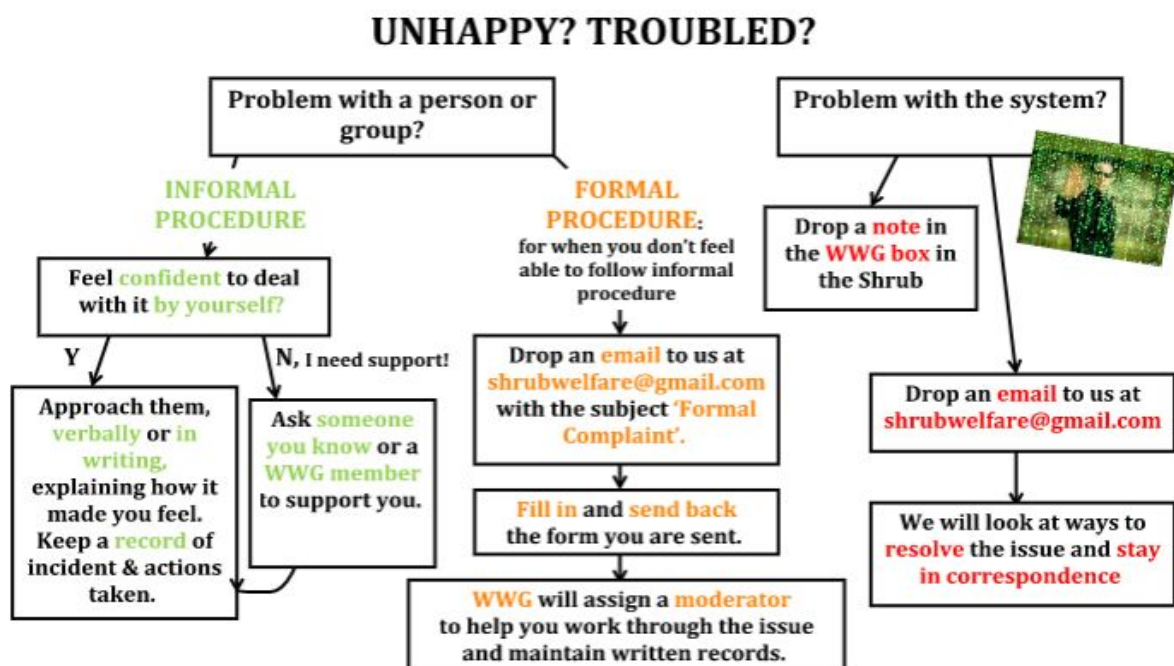 UNHAPPY? TROUBLED?
Problem with a person or
group?
INFORMAL
PROCEDURE
Feel confident to deal
with it by yourself?
Y
N, I need support!
Approach them,
verbally or in
writing,
explaining how it
made you feel.
Keep a record of
incident & actions
taken.
Ask someone
you know or a
WWG member
to support you.
FORMAL
PROCEDURE:
for when you don't feel
able to follow informal
procedure
Drop an email to us at
shrubwelfare@gmail.com
with the subject 'Formal
Complaint'.
Fill in and send back
the form you are sent.
WWG will assign a moderator
to help you work through the issue
and maintain written records.
Problem with the system?
Drop a note in
the WWG box in
the Shrub
Drop an email to us at
shrubwelfare@gmail.com
We will look at ways to
resolve the issue and stay
in correspondence